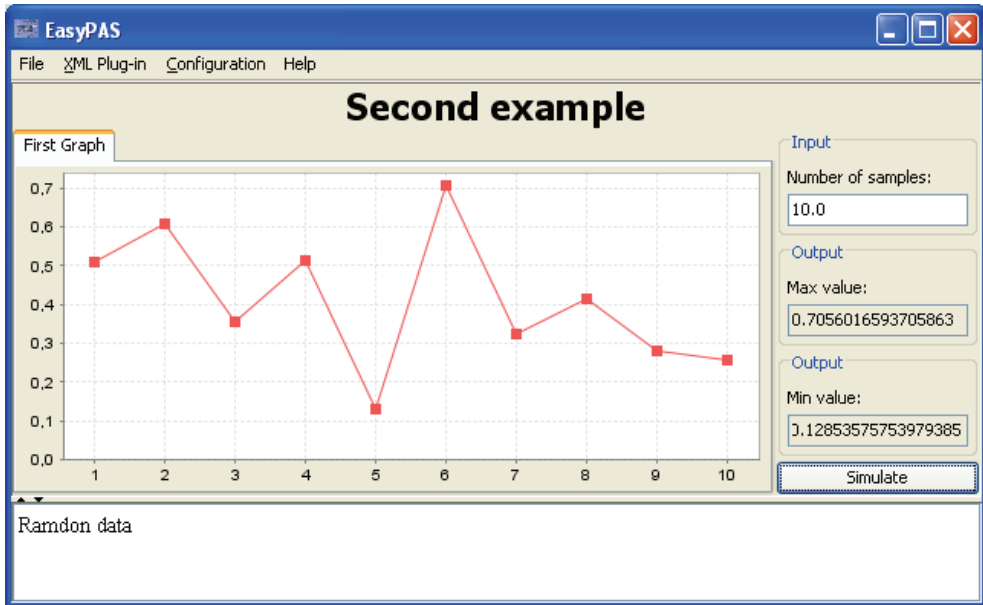 EasyPAS
File XML Plug-in Configuration Help
Second example
First Graph
0,7
0,6
0,5
0,4
0,3
0,2
0,1
0,0
1 2 3 4 5 6 7 8 9 10
Input
Number of samples:
10.0
Output
Max value:
0.7056016593705863
Output
Min value:
0.12853575753979385
Simulate
Ramdon data